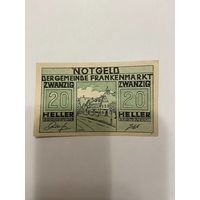 NOTGELD
DER GEMEINDE FRANKENMARKT
ZWANZIG ZWANZIG
20 20
HELLER HELLER